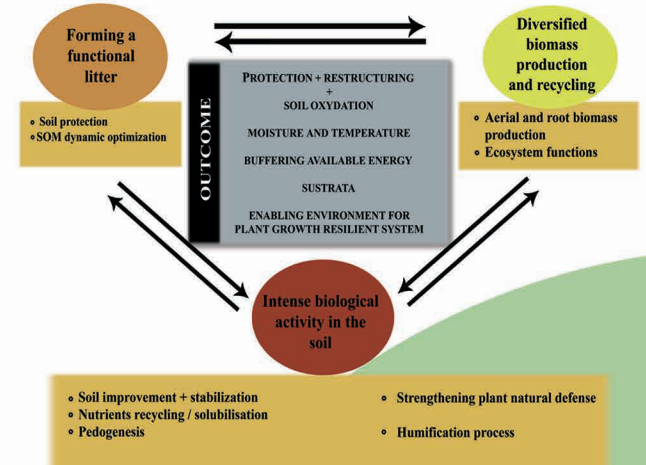 Forming a
functional
litter
Soil protection
SOM dynamic optimization
Diversified
biomass
production
and recycling
Aerial and root biomass
production
Ecosystem functions
OUTCOME
PROTECTION + RESTRUCTURING
+
SOIL OXYDATION
MOISTURE AND TEMPERATURE
BUFFERING AVAILABLE ENERGY
SUSTRATA
ENABLING ENVIRONMENT FOR
PLANT GROWTH RESILIENT SYSTEM
Intense biological
activity in the
soil
Soil improvement + stabilization
Nutrients recycling / solubilisation
Pedogenesis
Strengthening plant natural defense
Humification process